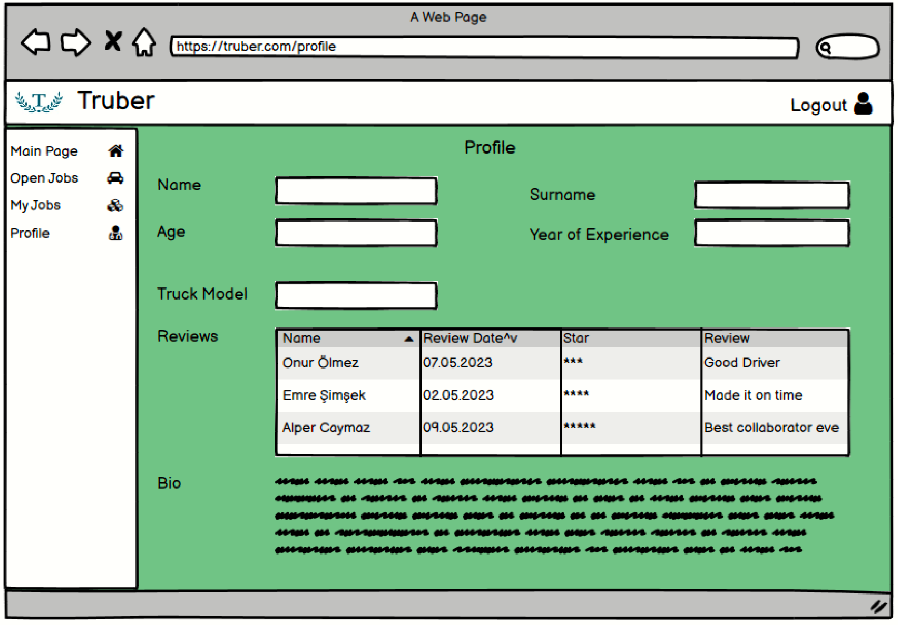 A Web Page
https://truber.com/profile
T Truber
Logout
Main Page
Open Jobs
My Jobs
Profile
Profile
Name
Surname
Age
Year of Experience
Truck Model
Reviews
Name Review Date^v Star Review
Onur Ölmez 07.05.2023 *** Good Driver
Emre Şimşek 02.05.2023 **** Made it on time
Alper Caymaz 09.05.2023 ***** Best collaborator eve
Bio